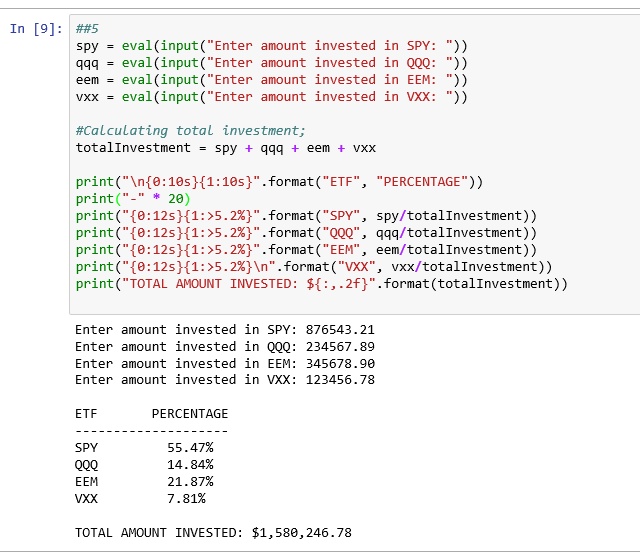 In [9]: ##5
spy = eval(input("Enter amount invested in SPY: "))
qqq = eval(input("Enter amount invested in QQQ: "))
eem = eval(input("Enter amount invested in EEM: "))
vxx = eval(input("Enter amount invested in VXX: "))
#Calculating total investment;
totalInvestment = spy + qqq + eem + vxx
print("\n{0:10s}{1:10s}".format("ETF", "PERCENTAGE"))
print("-" * 20)
print("{0:12s}{1:>5.2%}".format("SPY", spy/totalInvestment))
print("{0:12s}{1:>5.2%}".format("QQQ", qqq/totalInvestment))
print("{0:12s}{1:>5.2%}".format("EEM", eem/totalInvestment))
print("{0:12s}{1:>5.2%}\n".format("VXX", vxx/totalInvestment))
print("TOTAL AMOUNT INVESTED: ${:,.2f}".format(totalInvestment))
Enter amount invested in SPY: 876543.21
Enter amount invested in QQQ: 234567.89
Enter amount invested in EEM: 345678.90
Enter amount invested in VXX: 123456.78
ETF       PERCENTAGE
--------------------
SPY         55.47%
QQQ         14.84%
EEM         21.87%
VXX         7.81%
TOTAL AMOUNT INVESTED: $1,580,246.78